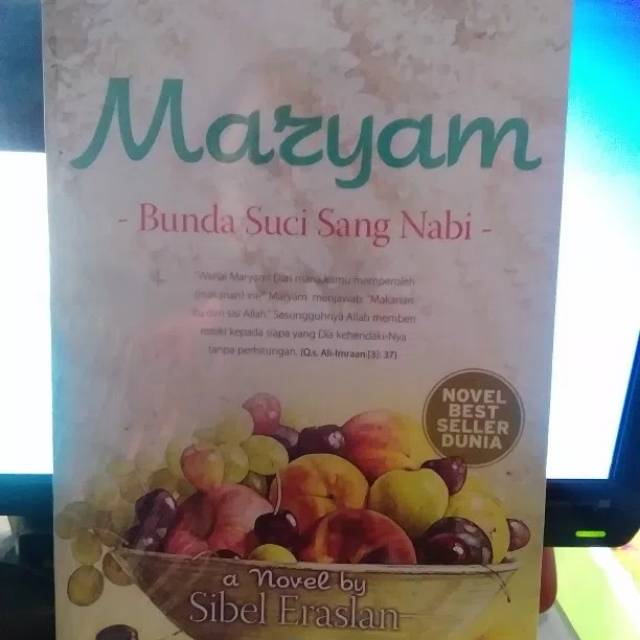 Maryam
- Bunda Suci Sang Nabi -
"Wahai Maryam! Dari mana kamu memperoleh
(makanan) ini?" Maryam menjawab "Makanan
itu dari sisi Allah." Sesungguhnya Allah memberi
rezeki kepada siapa yang Dia kehendaki-Nya
tanpa perhitungan. (Q.s. Ali-Imraan [3]: 37)
NOVEL
BEST
SELLER
DUNIA
a Novel by
Sibel Eraslan